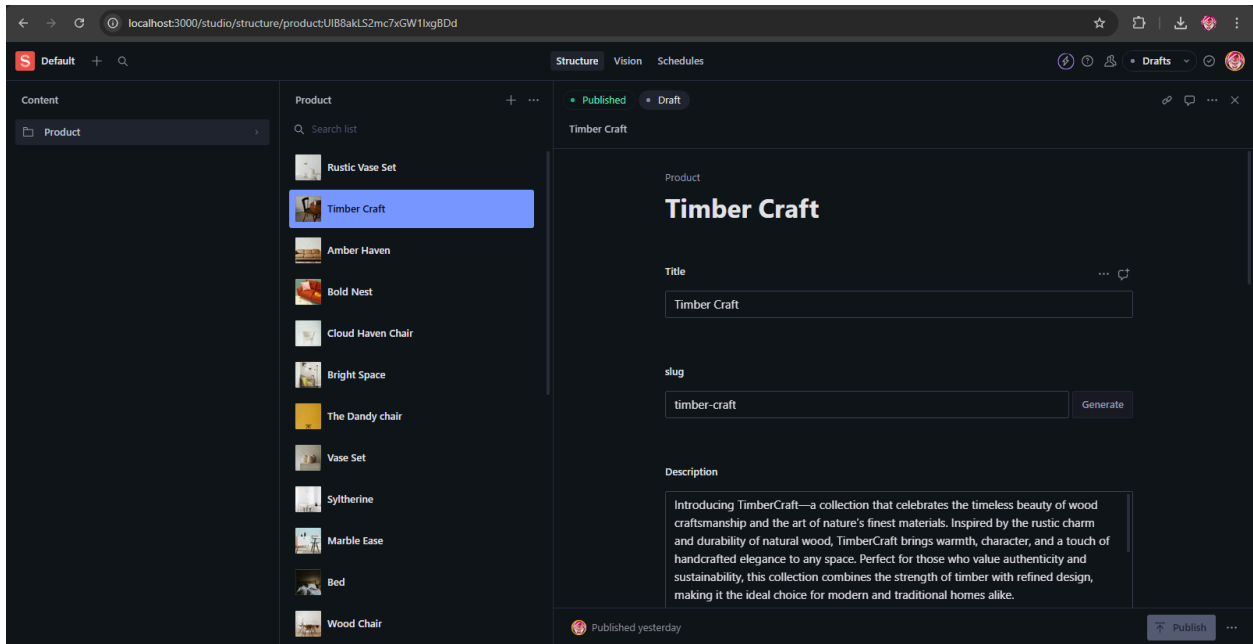 localhost:3000/studio/structure/product;UIB8akLS2mc7xGW1IxgBDd
S Default
Structure Vision Schedules
Drafts
Content
Product
Product
Search list
Rustic Vase Set
Timber Craft
Amber Haven
Bold Nest
Cloud Haven Chair
Bright Space
The Dandy chair
Vase Set
Syltherine
Marble Ease
Bed
Wood Chair
Published Draft
Timber Craft
Product
Timber Craft
Title
Timber Craft
slug
timber-craft
Generate
Description
Introducing TimberCraft—a collection that celebrates the timeless beauty of wood
craftsmanship and the art of nature's finest materials. Inspired by the rustic charm
and durability of natural wood, TimberCraft brings warmth, character, and a touch of
handcrafted elegance to any space. Perfect for those who value authenticity and
sustainability, this collection combines the strength of timber with refined design,
making it the ideal choice for modern and traditional homes alike.
Published yesterday
Publish